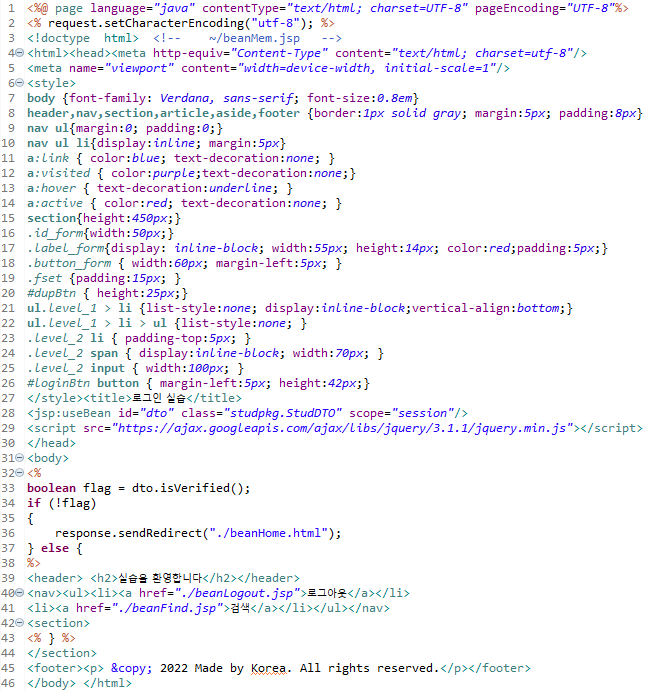 1 <%@ page language="java" contentType="text/html; charset=UTF-8" pageEncoding="UTF-8"%>
2 <% request.setCharacterEncoding("utf-8"); %>
3 <!doctype html> <!-- ~/beanMem.jsp -->
4 <html><head><meta http-equiv="Content-Type" content="text/html; charset=utf-8"/>
5 <meta name="viewport" content="width=device-width, initial-scale=1"/>
6 <style>
7 body {font-family: Verdana, sans-serif; font-size:0.8em}
8 header,nav,section,article,aside,footer {border:1px solid gray; margin:5px; padding:8px}
9 nav ul{margin:0; padding:0;}
10 nav ul li{display:inline; margin:5px}
11 a:link { color:blue; text-decoration:none; }
12 a:visited { color:purple;text-decoration:none;}
13 a:hover { text-decoration:underline; }
14 a:active { color:red; text-decoration:none; }
15 section{height:450px;}
16 .id_form{width:50px;}
17 .label_form{display: inline-block; width:55px; height:14px; color:red;padding:5px;}
18 .button_form { width:60px; margin-left:5px; }
19 .fset {padding:15px; }
20 #dupBtn { height:25px;}
21 ul.level_1 > li {list-style:none; display:inline-block;vertical-align:bottom;}
22 ul.level_1 > li > ul {list-style:none; }
23 .level_2 li { padding-top:5px; }
24 .level_2 span { display:inline-block; width:70px; }
25 .level_2 input { width:100px; }
26 #loginBtn button { margin-left:5px; height:42px;}
27 </style><title>로그인 실습</title>
28 <jsp:useBean id="dto" class="studpkg.StudDTO" scope="session"/>
29 <script src="https://ajax.googleapis.com/ajax/libs/jquery/3.1.1/jquery.min.js"></script>
30 </head>
31 <body>
32 <%
33 boolean flag = dto.isVerified();
34 if (!flag)
35 {
36 response.sendRedirect("./beanHome.html");
37 } else {
38 %>
39 <header> <h2>실습을 환영합니다</h2></header>
40 <nav><ul><li><a href="./beanLogout.jsp">로그아웃</a></li>
41 <li><a href="./beanFind.jsp">검색</a></li></ul></nav>
42 <section>
43 <% } %>
44 </section>
45 <footer><p> &copy; 2022 Made by Korea. All rights reserved.</p></footer>
46 </body> </html>